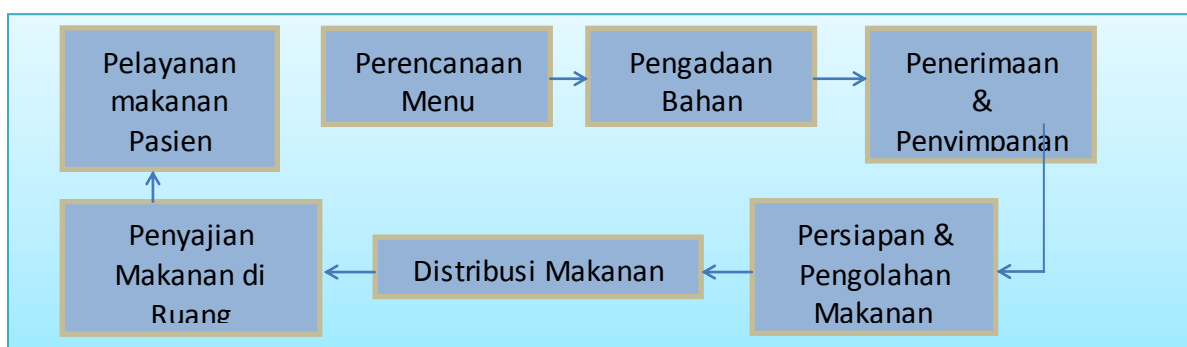 Pelayanan
makanan
Pasien
Perencanaan
Menu
Pengadaan
Bahan
Penerimaan
&
Penyimpanan
Persiapan &
Pengolahan
Makanan
Distribusi Makanan
Penyajian
Makanan di
Ruang